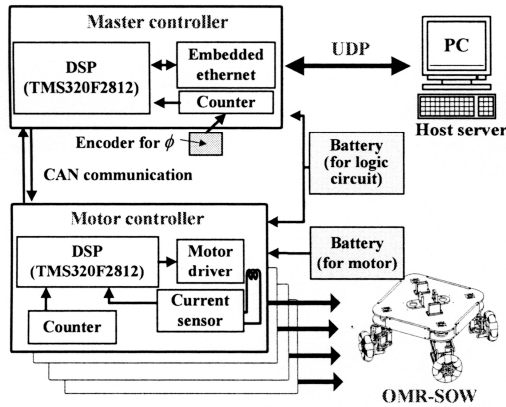 Master controller
DSP
(TMS320F2812)
Embedded
ethernet
Counter
UDP
PC
Host server
Encoder for ϕ
CAN communication
Battery
(for logic
circuit)
Motor controller
DSP
(TMS320F2812)
Motor
driver
Battery
(for motor)
Current
sensor
Counter
OMR-SOW